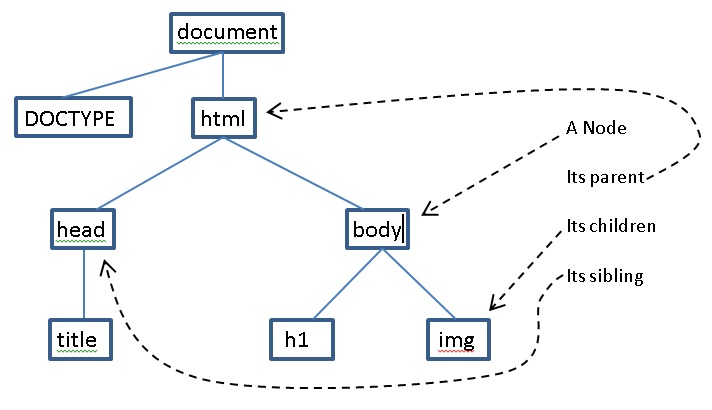 document
DOCTYPE
html
A Node
Its parent
head
body
Its children
Its sibling
title
h1
img